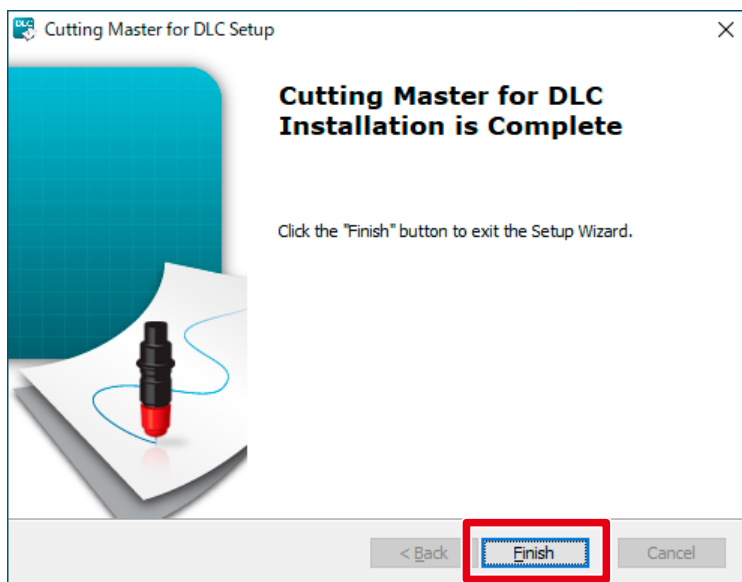 DLC
Cutting Master for DLC Setup
Cutting Master for DLC
Installation is Complete
Click the "Finish" button to exit the Setup Wizard.
< Back
Finish
Cancel